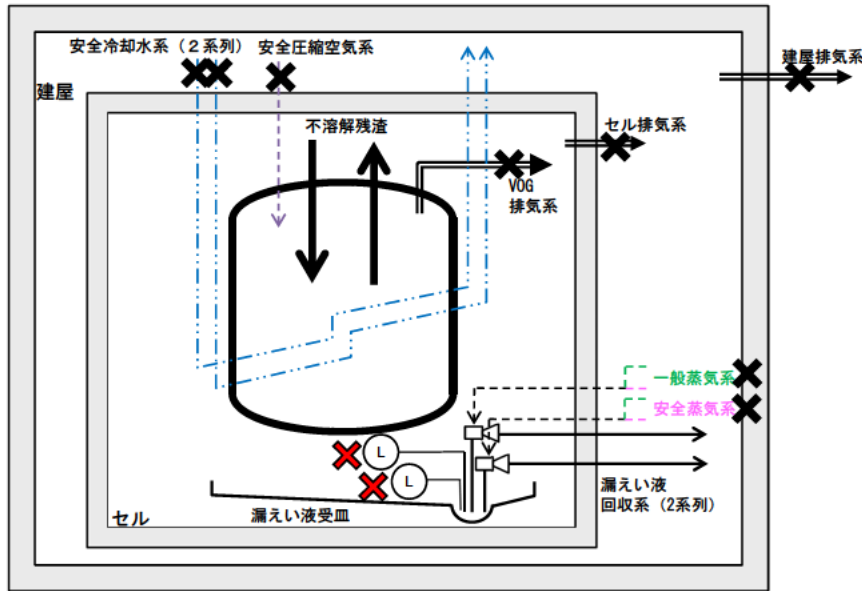 安全冷却水系（２系列）
安全圧縮空気系
建屋排気系
建屋
セル排気系
不溶解残渣
VOG
排気系
一般蒸気系
安全蒸気系
L
L
漏えい液
回収系（2系列）
漏えい液受皿
セル